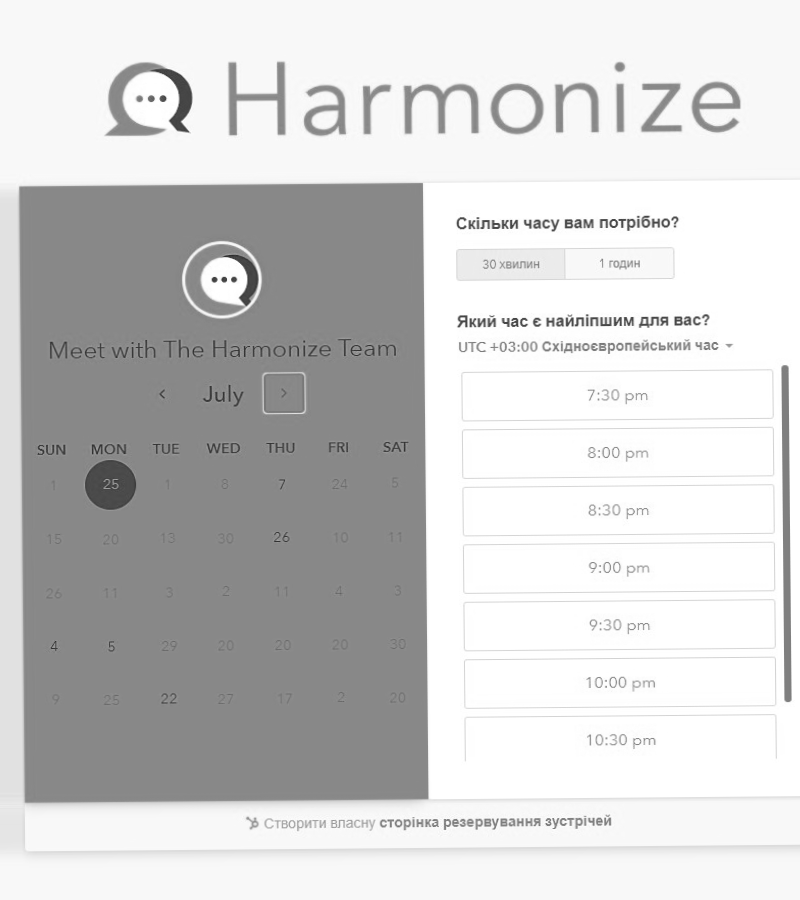 Harmonize
Meet with The Harmonize Team
July
SUN MON TUE WED THU FRI SAT
1 25 1 8 7 24 5
15 20 13 30 26 10 11
26 11 3 2 11 4 3
4 5 29 20 20 20 30
9 25 22 27 17 2 20
Скільки часу вам потрібно?
30 хвилин 1 годин
Який час є найліпшим для вас?
UTC +03:00 Східноєвропейський час
7:30 pm
8:00 pm
8:30 pm
9:00 pm
9:30 pm
10:00 pm
10:30 pm
Створити власну сторінка резервування зустрічей